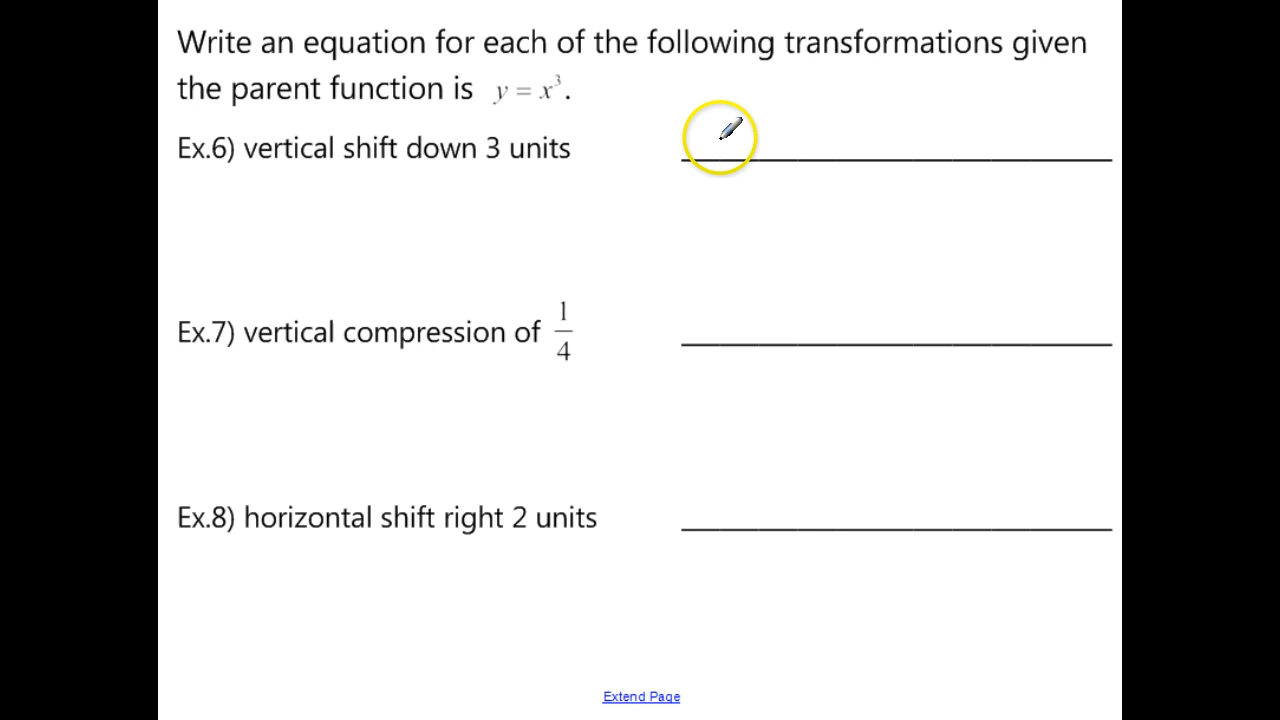 Write an equation for each of the following transformations given
the parent function is y = x³.
Ex.6) vertical shift down 3 units
Ex.7) vertical compression of 1/4
Ex.8) horizontal shift right 2 units
Extend Page